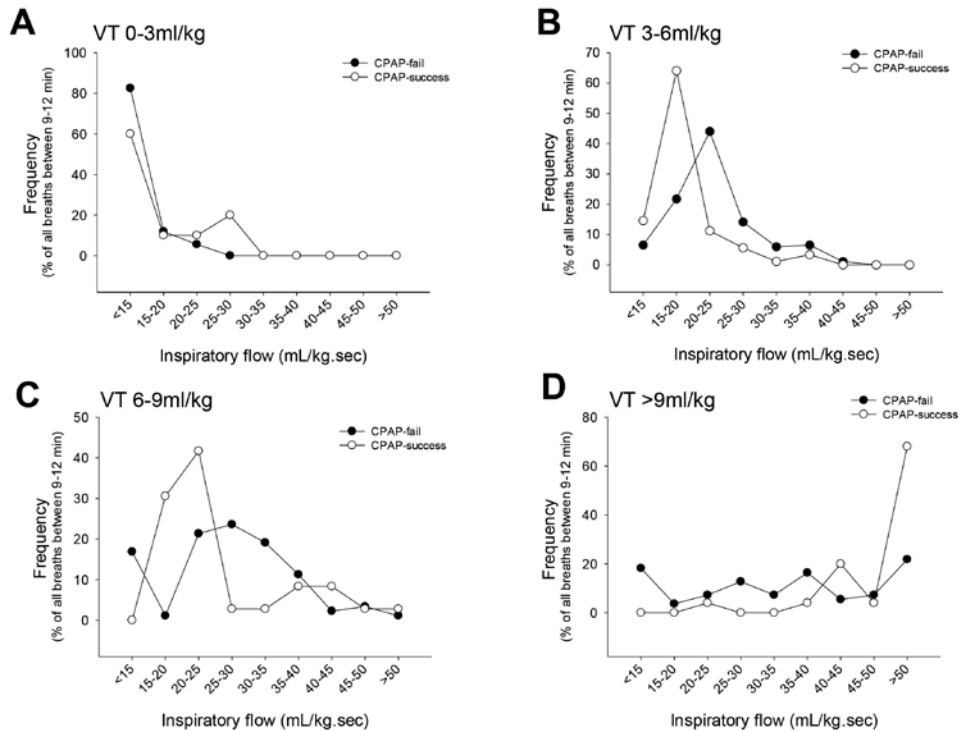 A
VT 0-3ml/kg
CPAP-fail
CPAP-success
Frequency
(% of all breaths between 9-12 min)
100
80
60
40
20
0
<15
15-20
20-25
25-30
30-35
35-40
40-45
45-50
>50
Inspiratory flow (mL/kg.sec)
B
VT 3-6ml/kg
CPAP-fail
CPAP-success
Frequency
(% of all breaths between 9-12 min)
70
60
50
40
30
20
10
0
<15
15-20
20-25
25-30
30-35
35-40
40-45
45-50
>50
Inspiratory flow (mL/kg.sec)
C
VT 6-9ml/kg
CPAP-fail
CPAP-success
Frequency
(% of all breaths between 9-12 min)
50
40
30
20
10
0
<15
15-20
20-25
25-30
30-35
35-40
40-45
45-50
>50
Inspiratory flow (mL/kg.sec)
D
VT >9ml/kg
CPAP-fail
CPAP-success
Frequency
(% of all breaths between 9-12 min)
80
60
40
20
0
<15
15-20
20-25
25-30
30-35
35-40
40-45
45-50
>50
Inspiratory flow (mL/kg.sec)